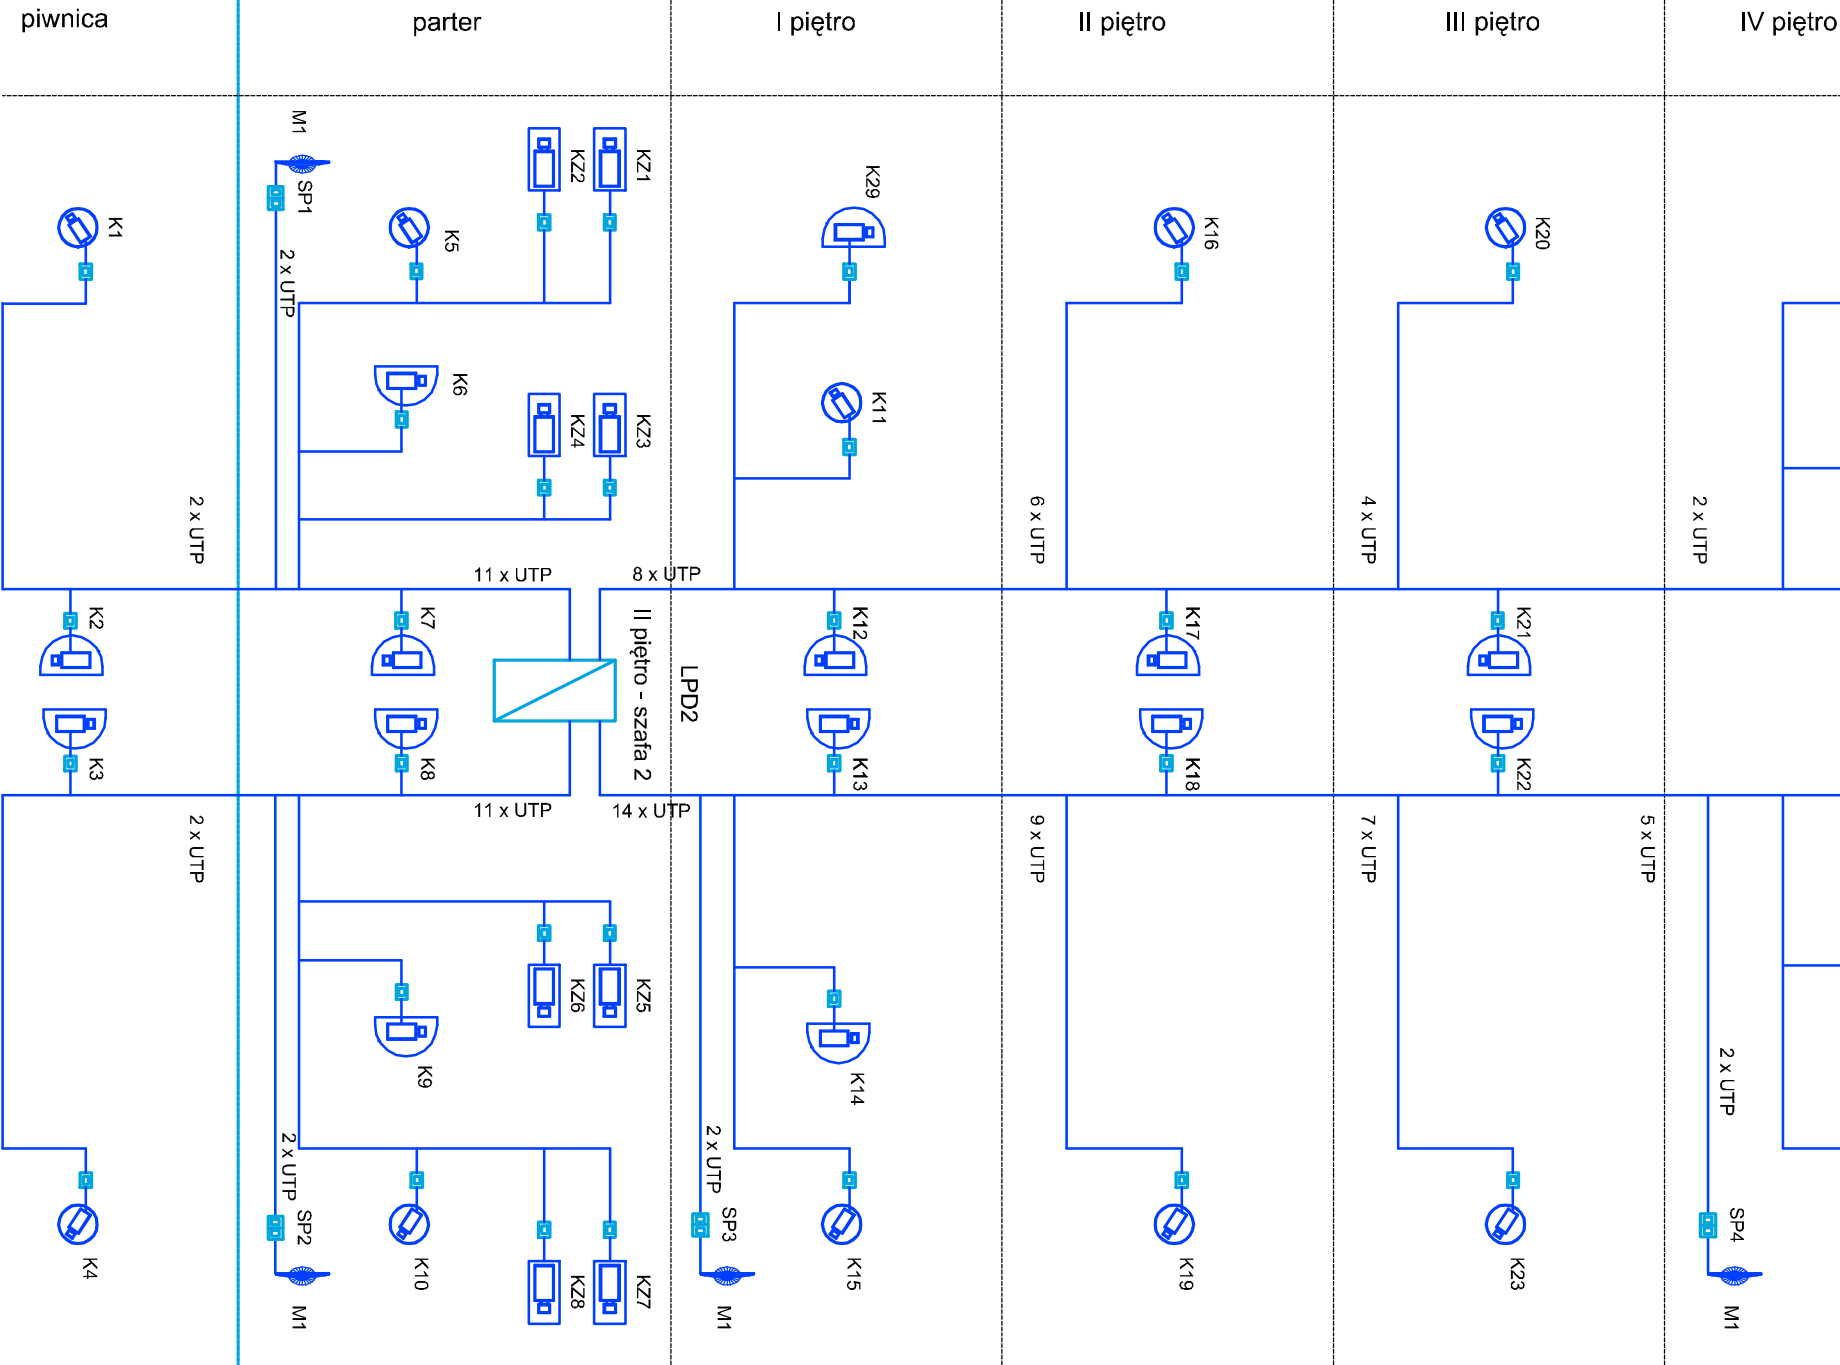 piwnica
parter
I piętro
II piętro
III piętro
IV piętro
M1
SP1
2 x UTP
KZ2
KZ1
K1
K5
K29
K16
K20
K6
KZ4
KZ3
K11
2 x UTP
6 x UTP
4 x UTP
2 x UTP
11 x UTP
8 x UTP
K2
K7
II piętro - szafa 2
LPD2
K12
K17
K21
K3
K8
K13
K18
K22
11 x UTP
14 x UTP
2 x UTP
9 x UTP
7 x UTP
5 x UTP
KZ6
KZ5
K9
K14
2 x UTP
2 x UTP
2 x UTP
SP2
SP3
SP4
K4
K10
KZ8
KZ7
K15
K19
K23
M1
M1
M1